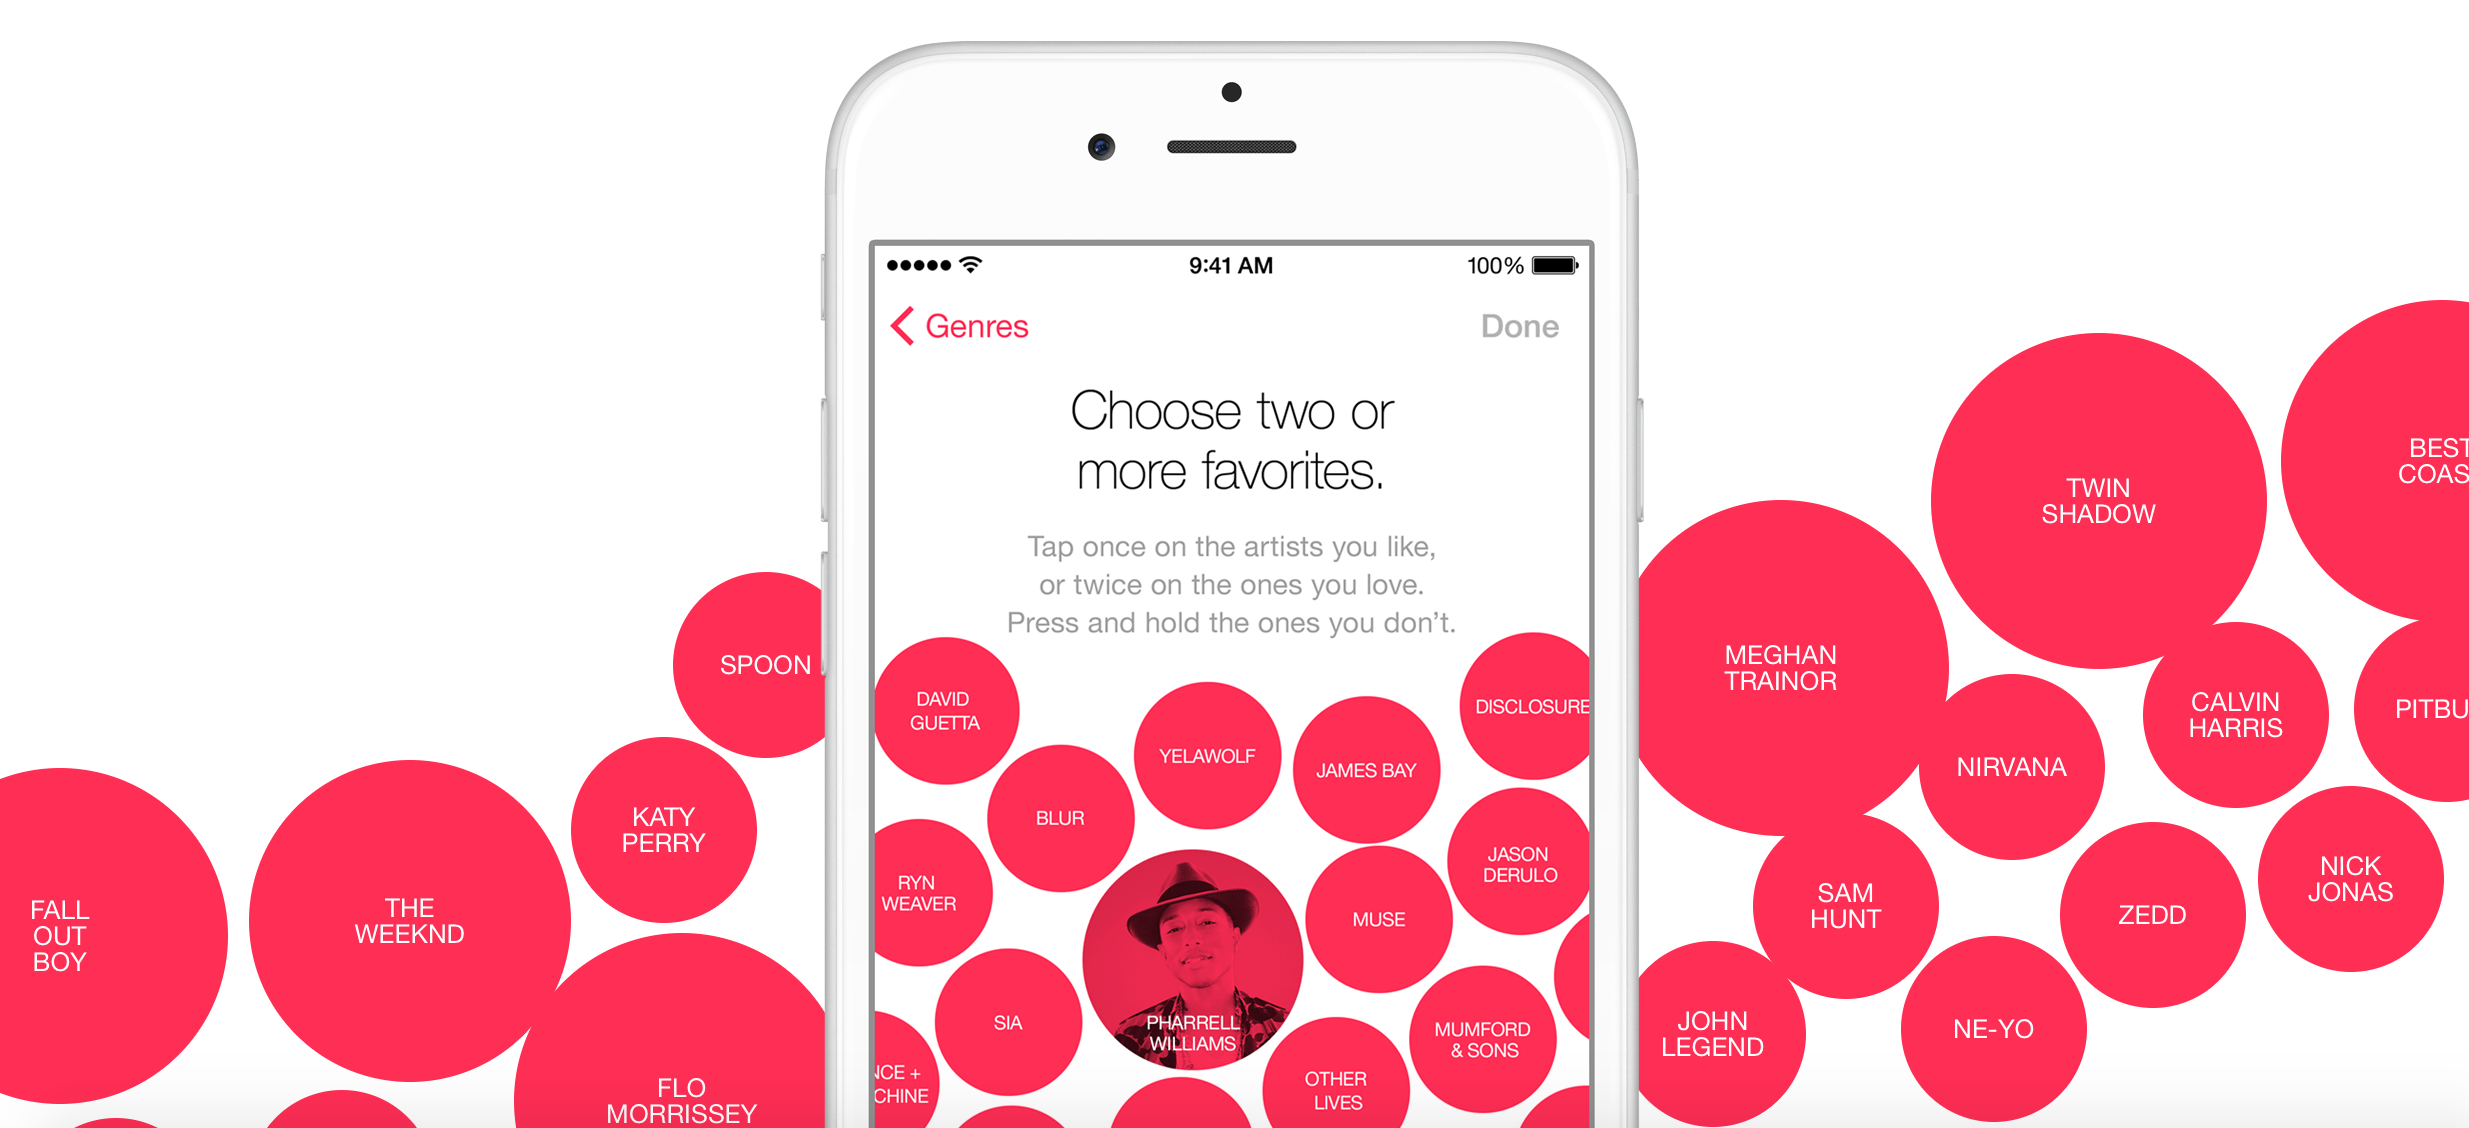 9:41 AM
100%
Genres
Done
Choose two or
more favorites.
Tap once on the artists you like,
or twice on the ones you love.
Press and hold the ones you don't.
DAVID
GUETTA
YELAWOLF
JAMES BAY
DISCLOSURE
BLUR
RYN
WEAVER
JASON
DERULO
MUSE
SIA
PHARRELL
WILLIAMS
MUMFORD
& SONS
NCE +
CHINE
OTHER
LIVES
SPOON
KATY
PERRY
THE
WEEKND
FALL
OUT
BOY
FLO
MORRISSEY
BEST
COAS
TWIN
SHADOW
MEGHAN
TRAINOR
CALVIN
HARRIS
PITBU
NIRVANA
NICK
JONAS
SAM
HUNT
ZEDD
JOHN
LEGEND
NE-YO